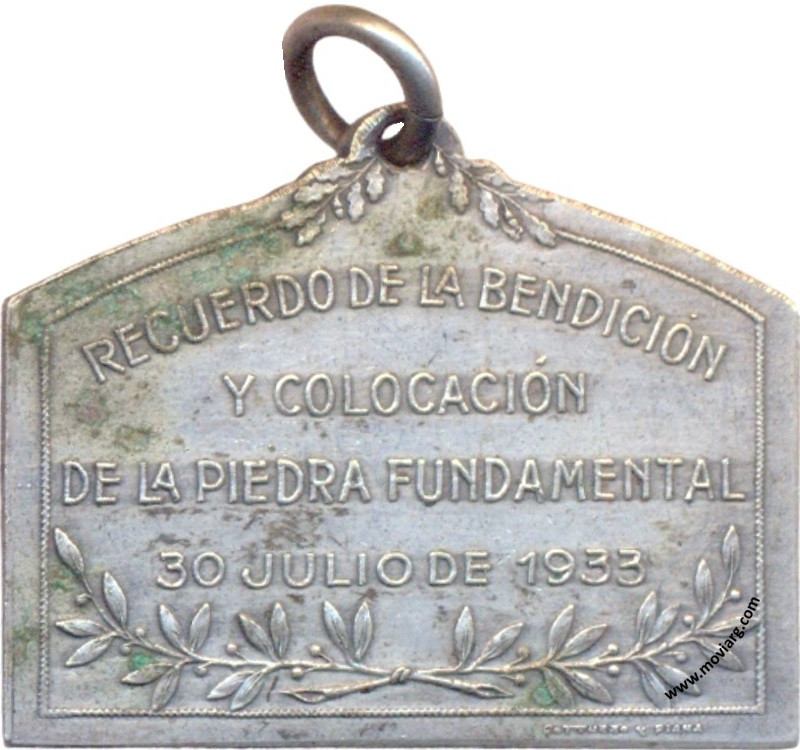 RECUERDO DE LA BENDICIÓN
Y COLOCACIÓN
DE LA PIEDRA FUNDAMENTAL
30 JULIO DE 1933
www.moviarg.com